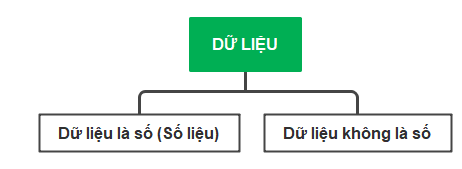 DỮ LIỆU
Dữ liệu là số (Số liệu)
Dữ liệu không là số